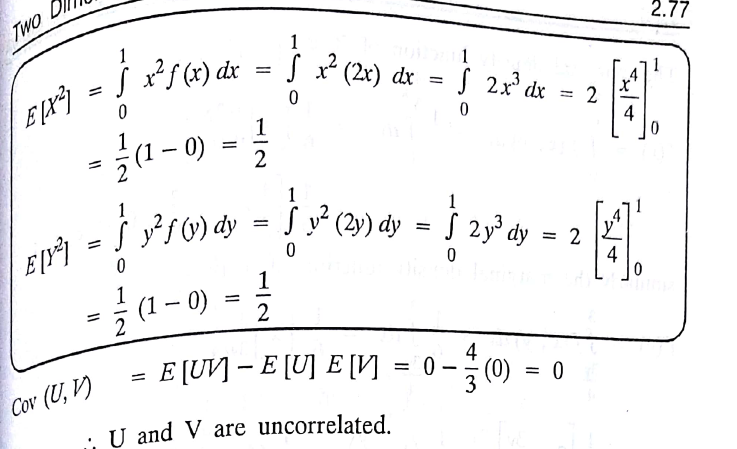 2.77
Two
E[X²] = ∫₀¹ x² f(x) dx = ∫₀¹ x² (2x) dx = ∫₀¹ 2x³ dx = 2 [x⁴/4]₀¹
= 1/2 (1 – 0) = 1/2
E[Y²] = ∫₀¹ y² f(y) dy = ∫₀¹ y² (2y) dy = ∫₀¹ 2y³ dy = 2 [y⁴/4]₀¹
= 1/2 (1 – 0) = 1/2
Cov (U, V) = E [UV] – E [U] E [V] = 0 – 4/3 (0) = 0
∴ U and V are uncorrelated.